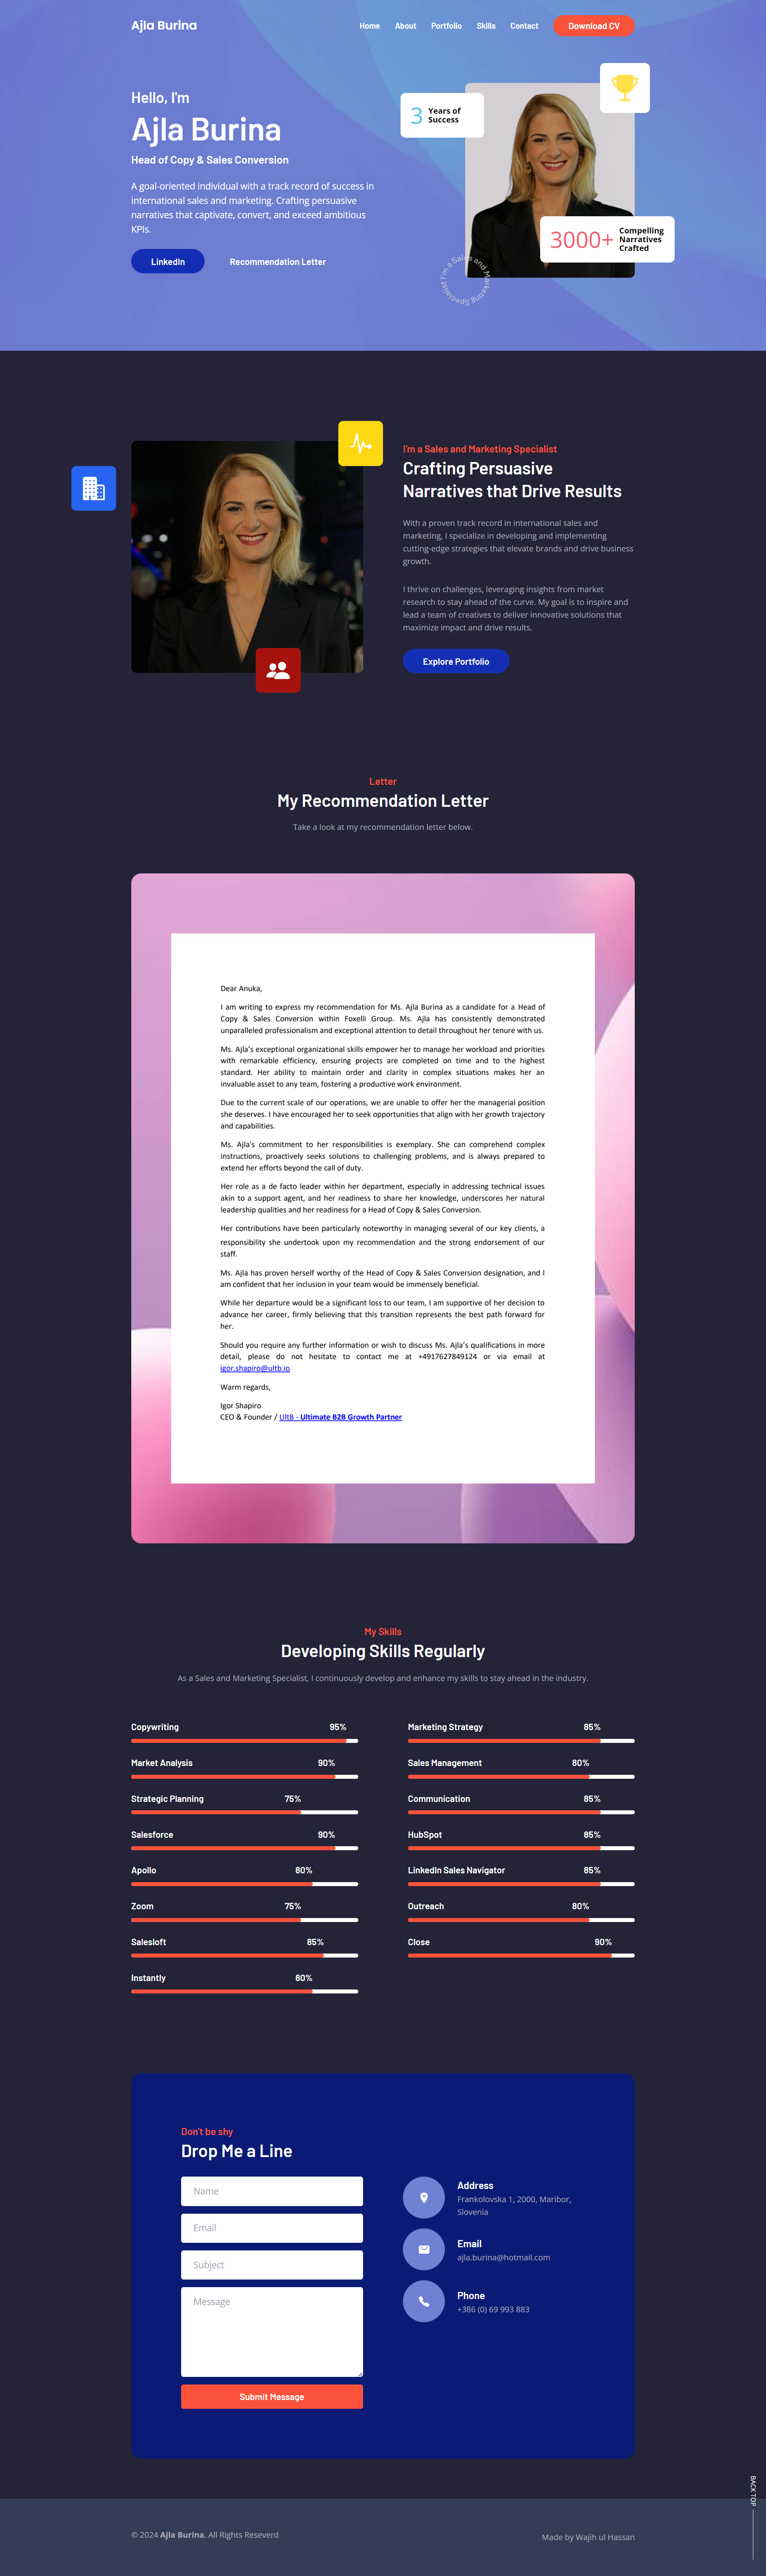 Ajla Burina
Home About Portfolio Skills Contact Download CV
Hello, I'm
Ajla Burina
Head of Copy & Sales Conversion
A goal-oriented individual with a track record of success in
international sales and marketing. Crafting persuasive
narratives that captivate, convert, and exceed ambitious
KPIs.
LinkedIn Recommendation Letter
3 Years of
Success
3000+ Compelling
Narratives
Crafted
I'm a Sales and Marketing Specialist
I'm a Sales and Marketing Specialist
Crafting Persuasive
Narratives that Drive Results
With a proven track record in international sales and
marketing, I specialize in developing and implementing
cutting-edge strategies that elevate brands and drive business
growth.
I thrive on challenges, leveraging insights from market
research to stay ahead of the curve. My goal is to inspire and
lead a team of creatives to deliver innovative solutions that
maximize impact and drive results.
Explore Portfolio
Letter
My Recommendation Letter
Take a look at my recommendation letter below.
Dear Anuka,
I am writing to express my recommendation for Ms. Ajla Burina as a candidate for a Head of
Copy & Sales Conversion within Foxelli Group. Ms. Ajla has consistently demonstrated
unparalleled professionalism and exceptional attention to detail throughout her tenure with us.
Ms. Ajla's exceptional organizational skills empower her to manage her workload and priorities
with remarkable efficiency, ensuring projects are completed on time and to the highest
standard. Her ability to maintain order and clarity in complex situations makes her an
invaluable asset to any team, fostering a productive work environment.
Due to the current scale of our operations, we are unable to offer her the managerial position
she deserves. I have encouraged her to seek opportunities that align with her growth trajectory
and capabilities.
Ms. Ajla's commitment to her responsibilities is exemplary. She can comprehend complex
instructions, proactively seeks solutions to challenging problems, and is always prepared to
extend her efforts beyond the call of duty.
Her role as a de facto leader within her department, especially in addressing technical issues
akin to a support agent, and her readiness to share her knowledge, underscores her natural
leadership qualities and her readiness for a Head of Copy & Sales Conversion.
Her contributions have been particularly noteworthy in managing several of our key clients, a
responsibility she undertook upon my recommendation and the strong endorsement of our
staff.
Ms. Ajla has proven herself worthy of the Head of Copy & Sales Conversion designation, and I
am confident that her inclusion in your team would be immensely beneficial.
While her departure would be a significant loss to our team, I am supportive of her decision to
advance her career, firmly believing that this transition represents the best path forward for
her.
Should you require any further information or wish to discuss Ms. Ajla's qualifications in more
detail, please do not hesitate to contact me at +4917627849124 or via email at
igor.shapiro@ultb.io
Warm regards,
Igor Shapiro
CEO & Founder / UltB - Ultimate B2B Growth Partner
My Skills
Developing Skills Regularly
As a Sales and Marketing Specialist, I continuously develop and enhance my skills to stay ahead in the industry.
Copywriting 95%
Marketing Strategy 85%
Market Analysis 90%
Sales Management 80%
Strategic Planning 75%
Communication 85%
Salesforce 90%
HubSpot 85%
Apollo 80%
LinkedIn Sales Navigator 85%
Zoom 75%
Outreach 80%
Salesloft 85%
Close 90%
Instantly 80%
Don't be shy
Drop Me a Line
Name
Email
Subject
Message
Submit Message
Address
Frankolovska 1, 2000, Maribor,
Slovenia
Email
ajla.burina@hotmail.com
Phone
+386 (0) 69 993 883
BACK TOP
© 2024 Ajla Burina. All Rights Reseverd
Made by Wajih ul Hassan